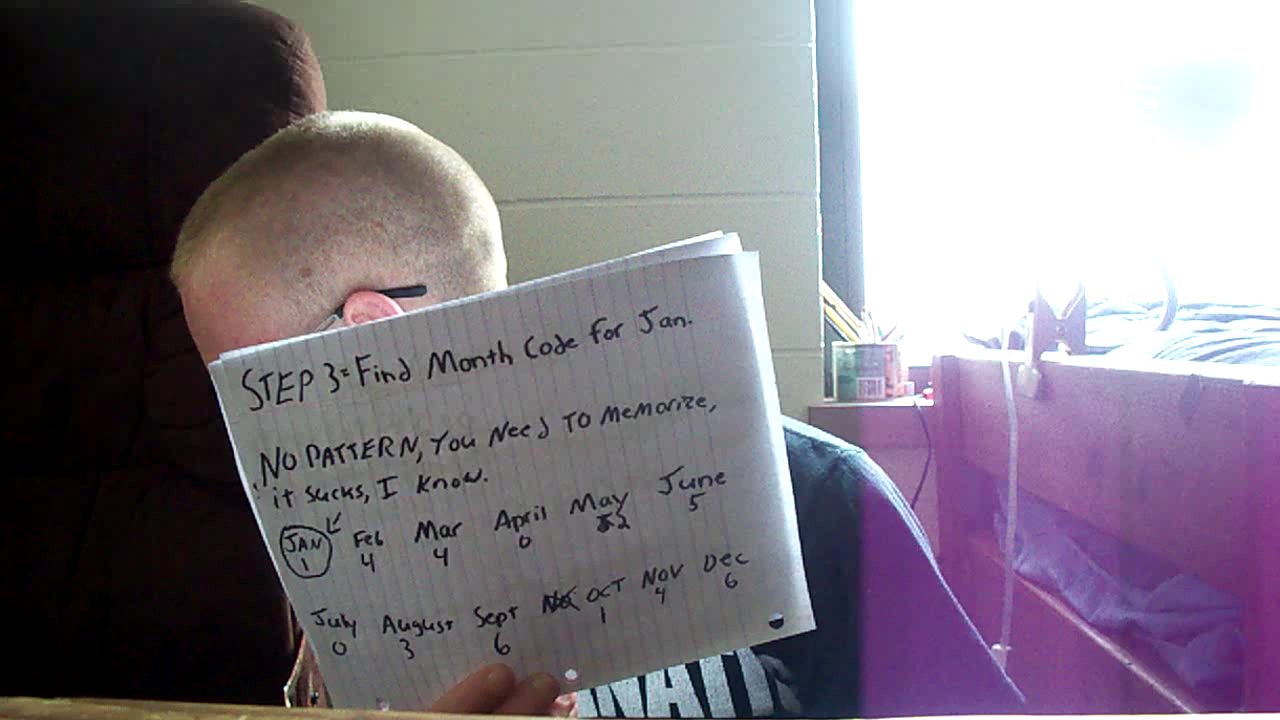 STEP 3= Find Month Code for Jan.
NO PATTERN, You Need TO Memorize,
it sucks, I know.
JAN Feb Mar April May June
1 4 4 0 2 5
July August Sept OCT NOV Dec
0 3 6 1 4 6